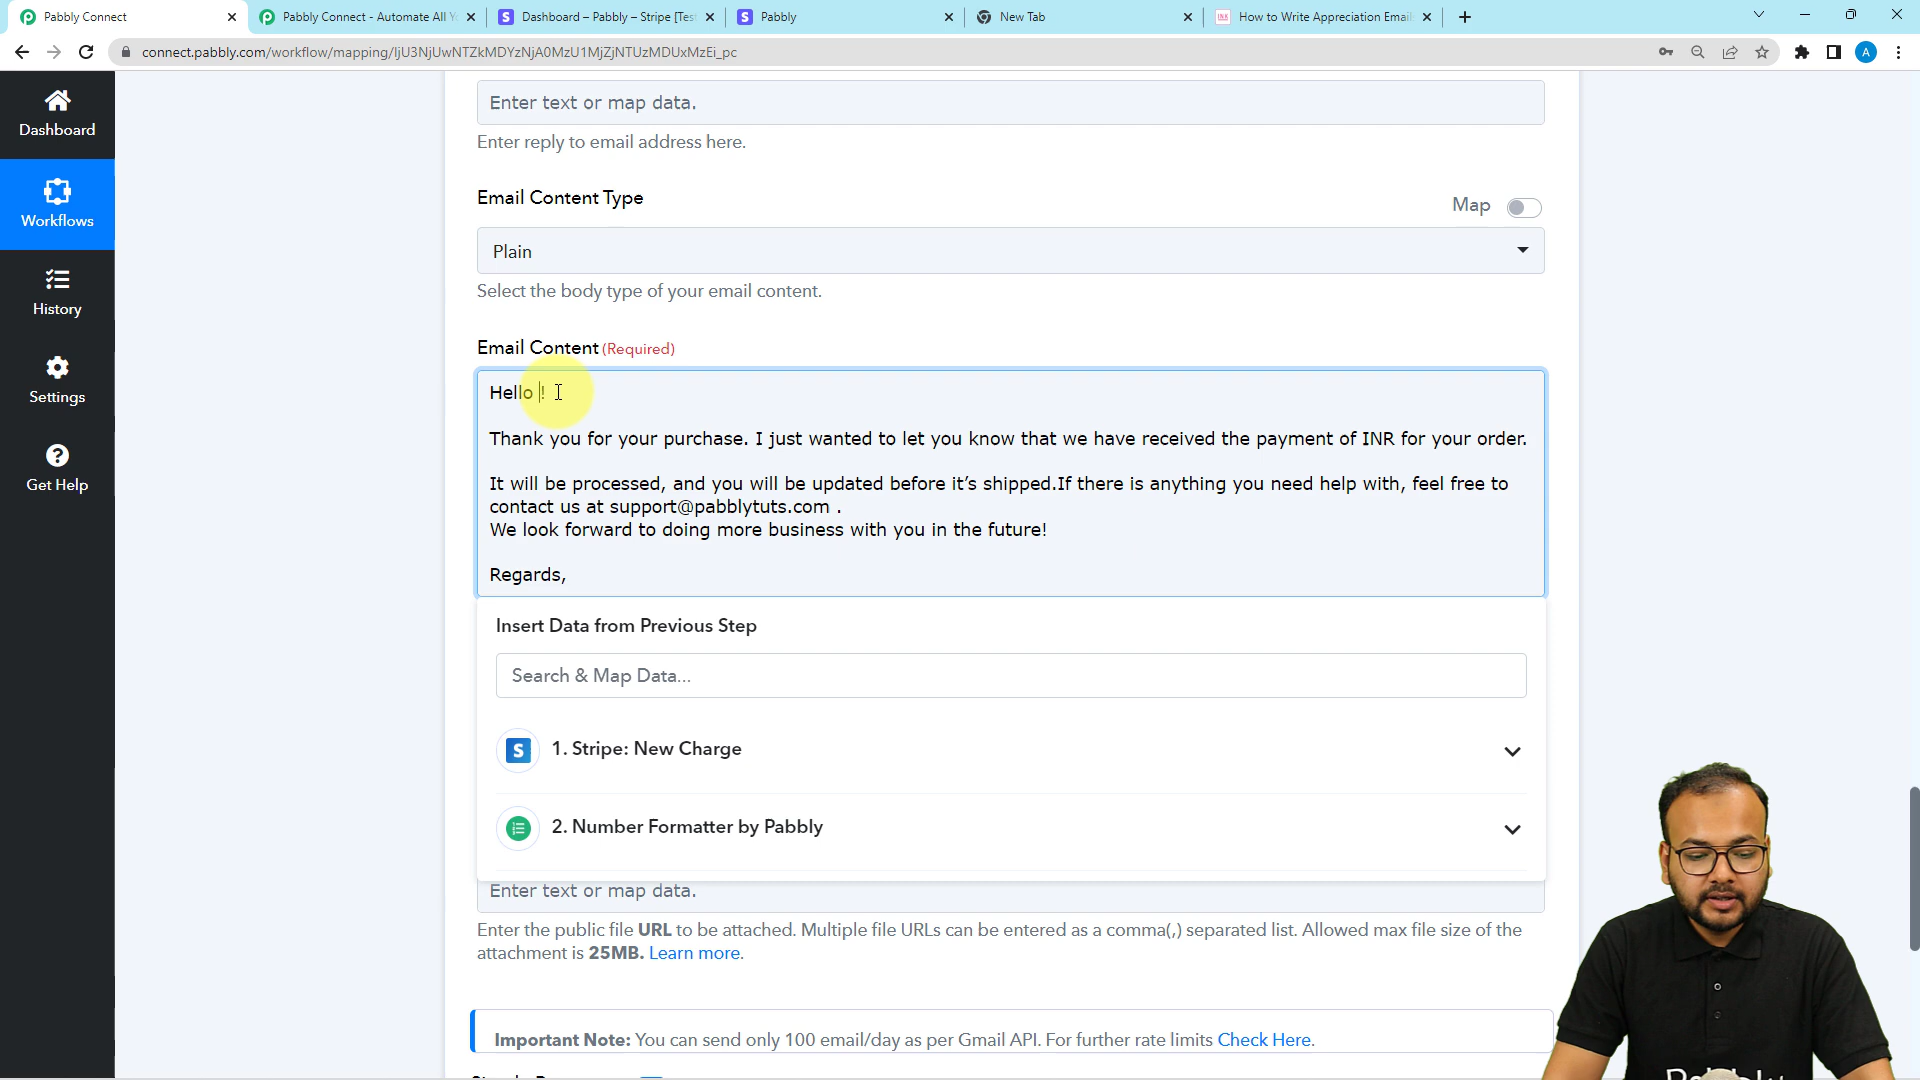 Pabbly Connect
Pabbly Connect - Automate All Y
Dashboard – Pabbly – Stripe [Test
Pabbly
New Tab
How to Write Appreciation Email
connect.pabbly.com/workflow/mapping/IjU3NjUwNTZkMDYzNjA0MzU1MjZjNTUzMDUxMzEi_pc
A
Dashboard
Workflows
History
Settings
Get Help
Enter text or map data.
Enter reply to email address here.
Email Content Type
Map
Plain
Select the body type of your email content.
Email Content (Required)
Hello !
Thank you for your purchase. I just wanted to let you know that we have received the payment of INR for your order.
It will be processed, and you will be updated before it’s shipped.If there is anything you need help with, feel free to
contact us at support@pabblytuts.com .
We look forward to doing more business with you in the future!
Regards,
Insert Data from Previous Step
Search & Map Data...
1. Stripe: New Charge
2. Number Formatter by Pabbly
Enter text or map data.
Enter the public file URL to be attached. Multiple file URLs can be entered as a comma(,) separated list. Allowed max file size of the
attachment is 25MB. Learn more.
Important Note: You can send only 100 email/day as per Gmail API. For further rate limits Check Here.